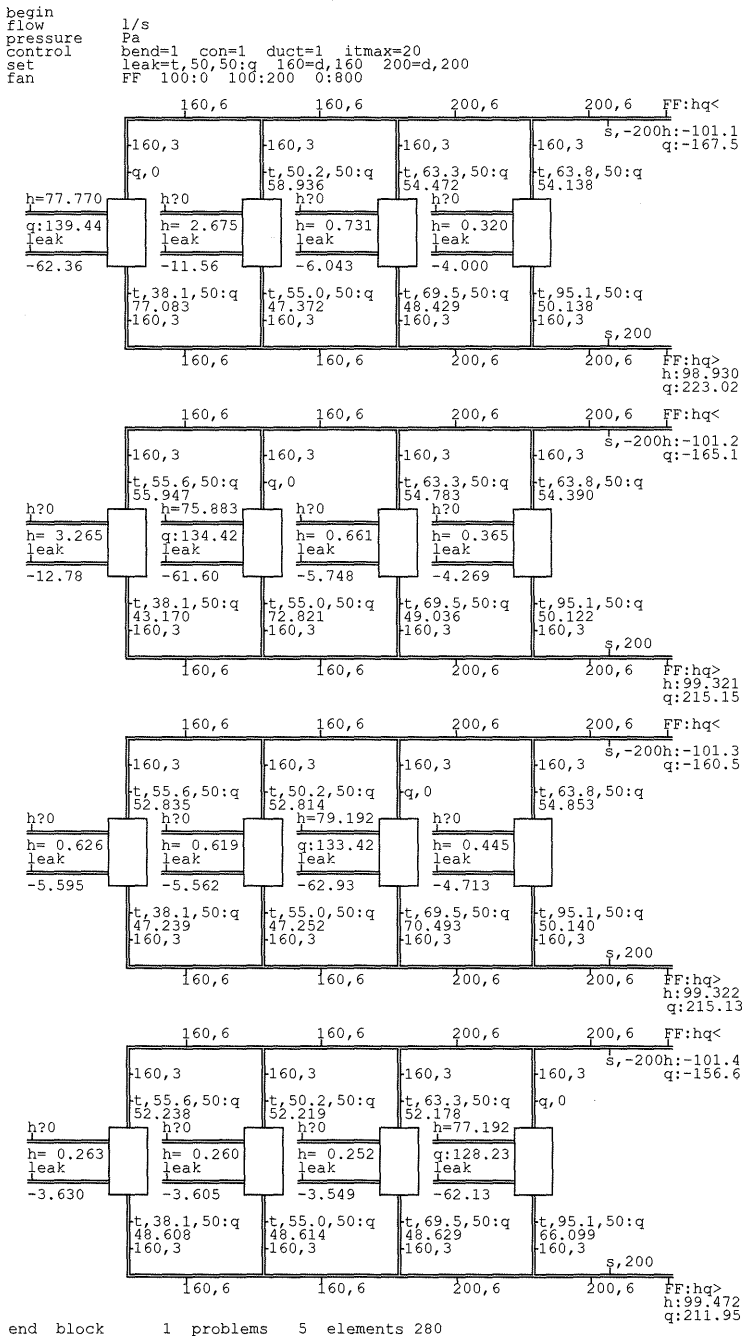 begin
flow l/s
pressure Pa
control bend=1 con=1 duct=1 itmax=20
set leak=t,50,50:q 160=d,160 200=d,200
fan FF 100:0 100:200 0:800
160,6 160,6 200,6 200,6 FF:hq<
s,-200h:-101.1
160,3 160,3 160,3 160,3 q:-167.5
q,0 t,50.2,50:q t,63.3,50:q t,63.8,50:q
58.936 54.472 54.138
h=77.770 h?0 h?0 h?0
q:139.44 h= 2.675 h= 0.731 h= 0.320
leak leak leak leak
-62.36 -11.56 -6.043 -4.000
t,38.1,50:q t,55.0,50:q t,69.5,50:q t,95.1,50:q
77.083 47.372 48.429 50.138
160,3 160,3 160,3 160,3
s,200
160,6 160,6 200,6 200,6 FF:hq>
h:98.930
q:223.02
160,6 160,6 200,6 200,6 FF:hq<
s,-200h:-101.2
160,3 160,3 160,3 160,3 q:-165.1
t,55.6,50:q q,0 t,63.3,50:q t,63.8,50:q
55.947 54.783 54.390
h?0 h=75.883 h?0 h?0
h= 3.265 q:134.42 h= 0.661 h= 0.365
leak leak leak leak
-12.78 -61.60 -5.748 -4.269
t,38.1,50:q t,55.0,50:q t,69.5,50:q t,95.1,50:q
43.170 72.821 49.036 50.122
160,3 160,3 160,3 160,3
s,200
160,6 160,6 200,6 200,6 FF:hq>
h:99.321
q:215.15
160,6 160,6 200,6 200,6 FF:hq<
s,-200h:-101.3
160,3 160,3 160,3 160,3 q:-160.5
t,55.6,50:q t,50.2,50:q q,0 t,63.8,50:q
52.835 52.814 54.853
h?0 h?0 h=79.192 h?0
h= 0.626 h= 0.619 q:133.42 h= 0.445
leak leak leak leak
-5.595 -5.562 -62.93 -4.713
t,38.1,50:q t,55.0,50:q t,69.5,50:q t,95.1,50:q
47.239 47.252 70.493 50.140
160,3 160,3 160,3 160,3
s,200
160,6 160,6 200,6 200,6 FF:hq>
h:99.322
q:215.13
160,6 160,6 200,6 200,6 FF:hq<
s,-200h:-101.4
160,3 160,3 160,3 160,3 q:-156.6
t,55.6,50:q t,50.2,50:q t,63.3,50:q q,0
52.238 52.219 52.178
h?0 h?0 h?0 h=77.192
h= 0.263 h= 0.260 h= 0.252 q:128.23
leak leak leak leak
-3.630 -3.605 -3.549 -62.13
t,38.1,50:q t,55.0,50:q t,69.5,50:q t,95.1,50:q
48.608 48.614 48.629 66.099
160,3 160,3 160,3 160,3
s,200
160,6 160,6 200,6 200,6 FF:hq>
h:99.472
q:211.95
end block 1 problems 5 elements 280